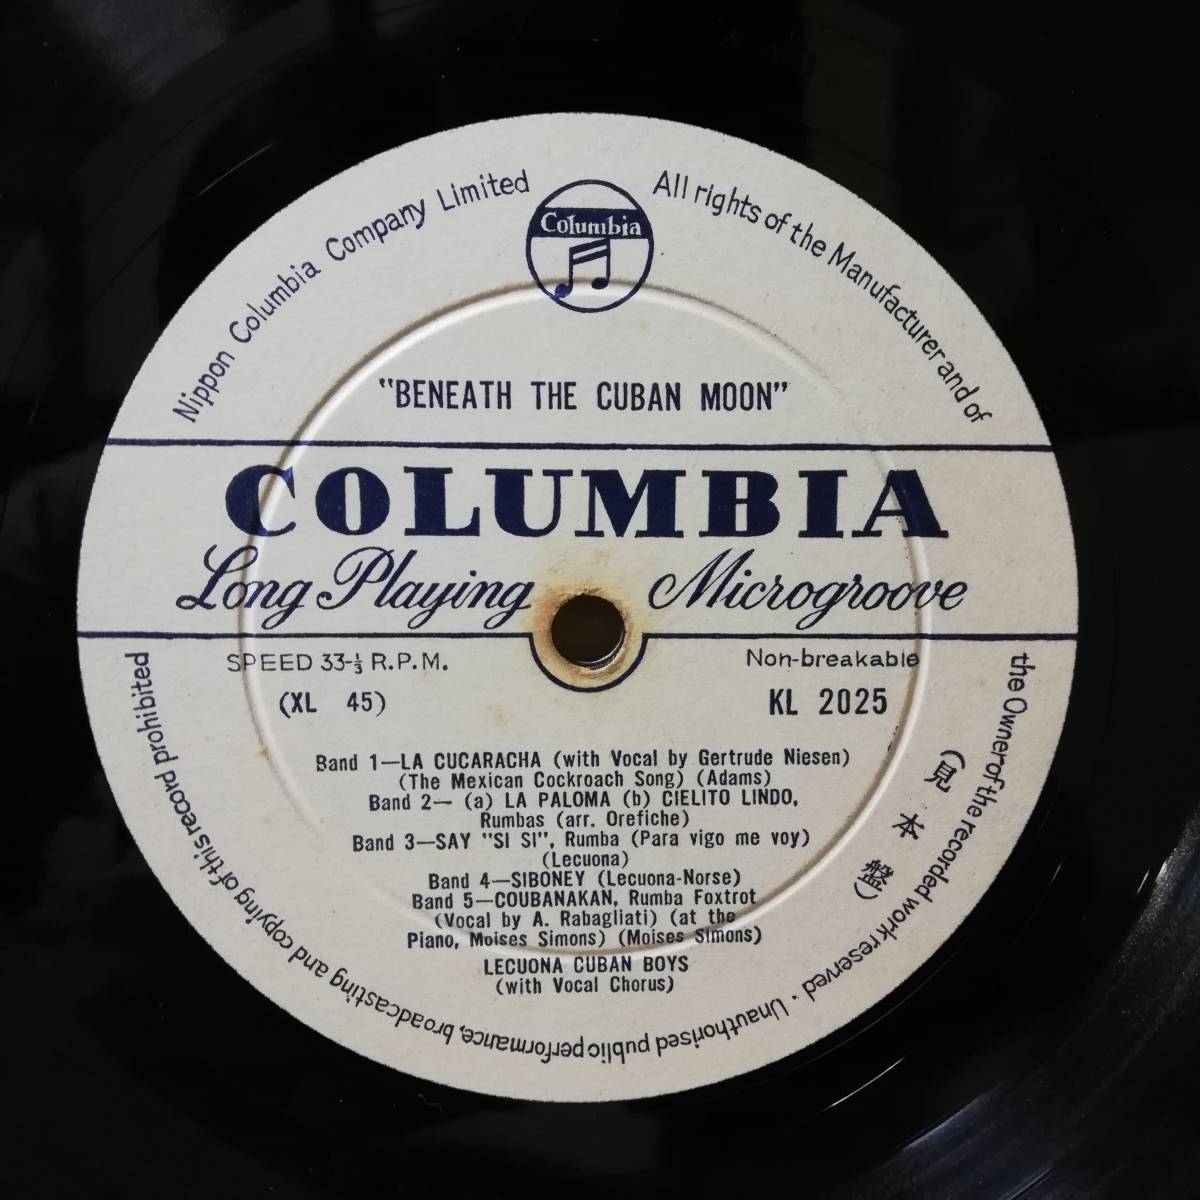 Nippon Columbia Company Limited
Columbia
All rights of the Manufacturer and of
the Owner of the recorded work reserved · Unauthorised public performance, broadcasting and copying of this record prohibited
"BENEATH THE CUBAN MOON"
COLUMBIA
Long Playing Microgroove
SPEED 33-⅓ R.P.M. Non-breakable
(XL 45) KL 2025
(見本盤)
Band 1—LA CUCARACHA (with Vocal by Gertrude Niesen)
(The Mexican Cockroach Song) (Adams)
Band 2— (a) LA PALOMA (b) CIELITO LINDO,
Rumbas (arr. Orefiche)
Band 3—SAY "SI SI", Rumba (Para vigo me voy)
(Lecuona)
Band 4—SIBONEY (Lecuona-Norse)
Band 5—COUBANAKAN, Rumba Foxtrot
(Vocal by A. Rabagliati) (at the
Piano, Moises Simons) (Moises Simons)
LECUONA CUBAN BOYS
(with Vocal Chorus)